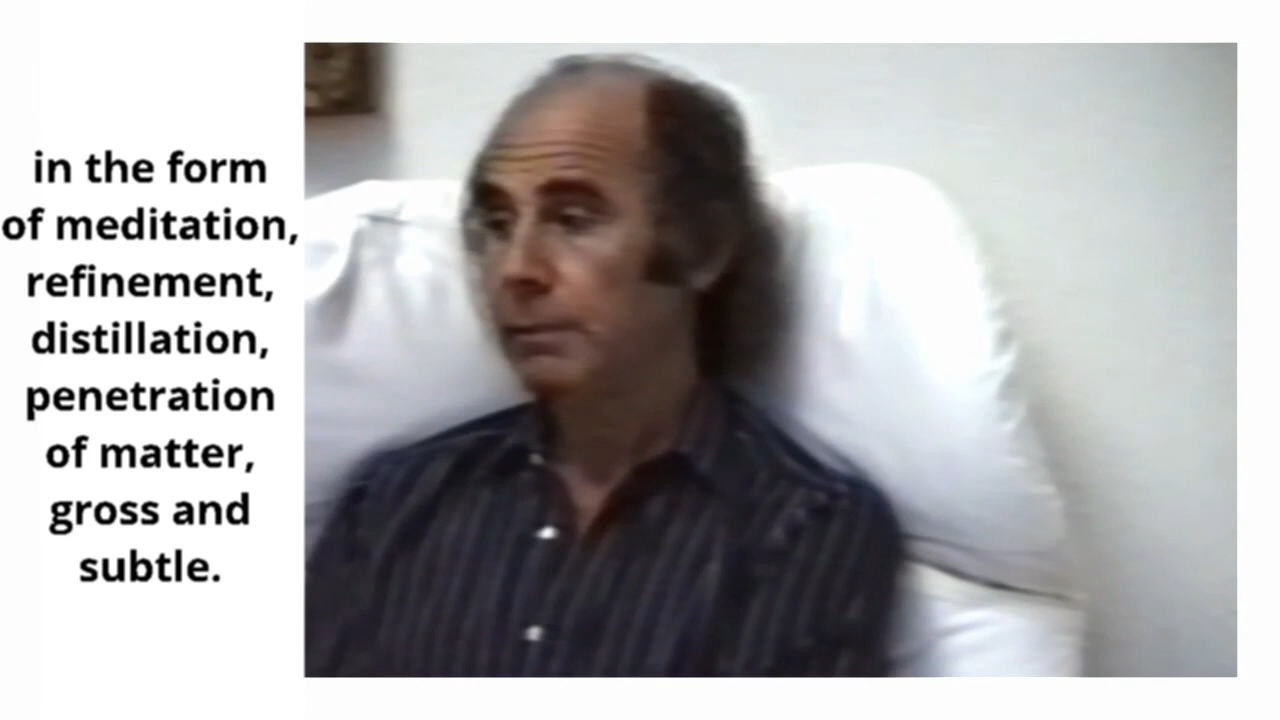 in the form
of meditation,
refinement,
distillation,
penetration
of matter,
gross and
subtle.